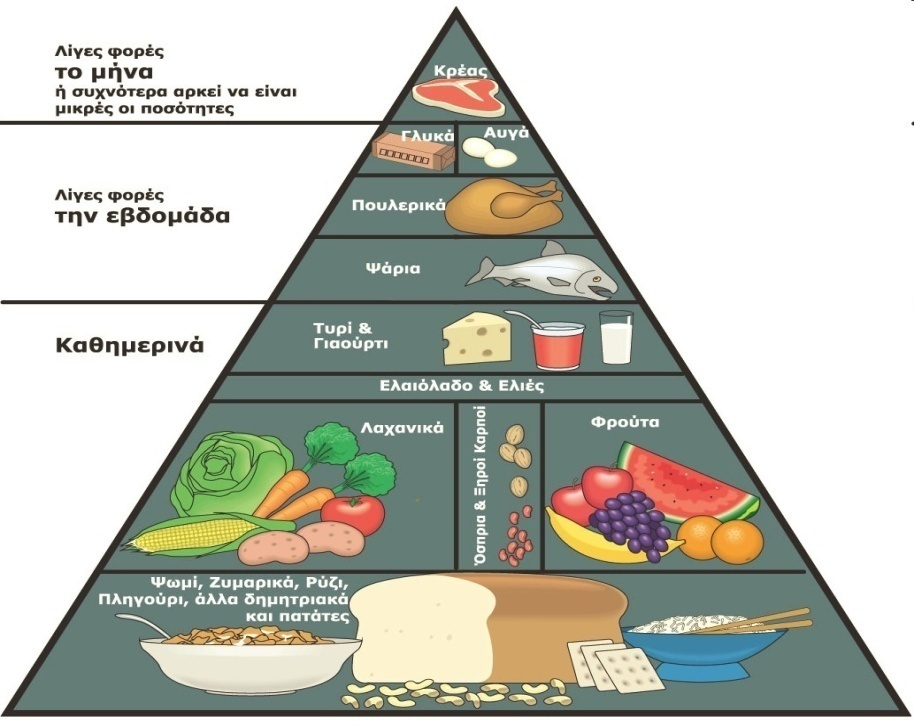 Λίγες φορές
το μήνα
ή συχνότερα αρκεί να είναι
μικρές οι ποσότητες
Κρέας
Γλυκά
Αυγά
Λίγες φορές
την εβδομάδα
Πουλερικά
Ψάρια
Καθημερινά
Τυρί &
Γιαούρτι
Ελαιόλαδο & Ελιές
Λαχανικά
Όσπρια & Ξηροί Καρποί
Φρούτα
Ψωμί, Ζυμαρικά, Ρύζι,
Πληγούρι, άλλα δημητριακά
και πατάτες